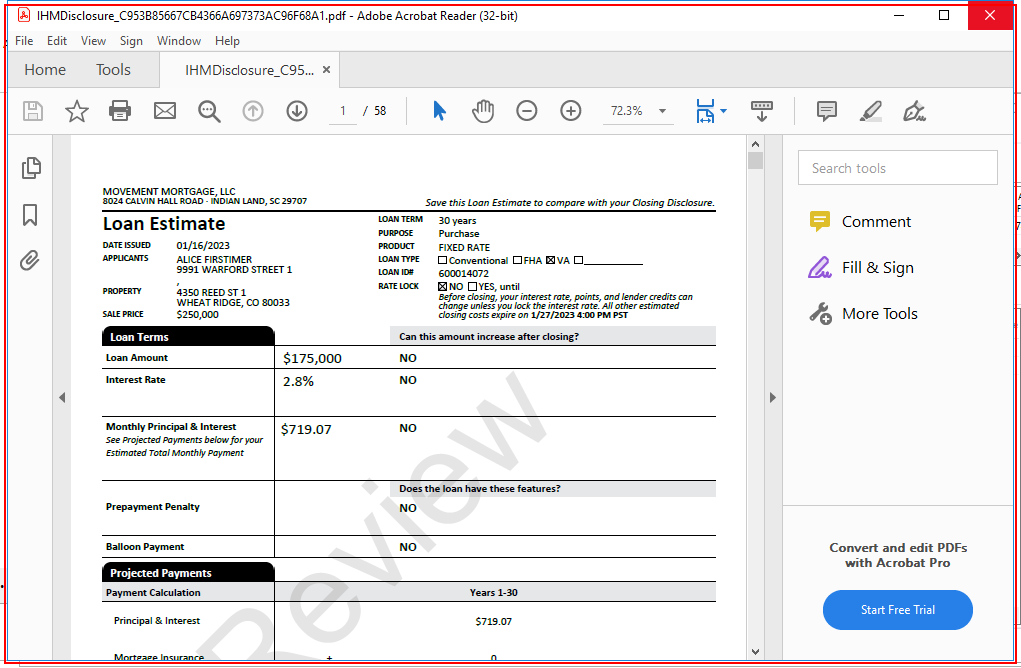 IHMDisclosure_C953B85667CB4366A697373AC96F68A1.pdf - Adobe Acrobat Reader (32-bit)
File Edit View Sign Window Help
Home Tools IHMDisclosure_C95... ×
1 / 58 72.3%
Search tools
Comment
Fill & Sign
More Tools
Convert and edit PDFs
with Acrobat Pro
Start Free Trial
MOVEMENT MORTGAGE, LLC
8024 CALVIN HALL ROAD · INDIAN LAND, SC 29707
Save this Loan Estimate to compare with your Closing Disclosure.
Loan Estimate
DATE ISSUED 01/16/2023
APPLICANTS ALICE FIRSTIMER
9991 WARFORD STREET 1
,
PROPERTY 4350 REED ST 1
WHEAT RIDGE, CO 80033
SALE PRICE $250,000
LOAN TERM 30 years
PURPOSE Purchase
PRODUCT FIXED RATE
LOAN TYPE ☐ Conventional ☐ FHA ☒ VA ☐ __________
LOAN ID# 600014072
RATE LOCK ☒ NO ☐ YES, until
Before closing, your interest rate, points, and lender credits can
change unless you lock the interest rate. All other estimated
closing costs expire on 1/27/2023 4:00 PM PST
Loan Terms Can this amount increase after closing?
Loan Amount $175,000 NO
Interest Rate 2.8% NO
Monthly Principal & Interest $719.07 NO
See Projected Payments below for your
Estimated Total Monthly Payment
Does the loan have these features?
Prepayment Penalty NO
Balloon Payment NO
Projected Payments
Payment Calculation Years 1-30
Principal & Interest $719.07
Mortgage Insurance + 0
Review